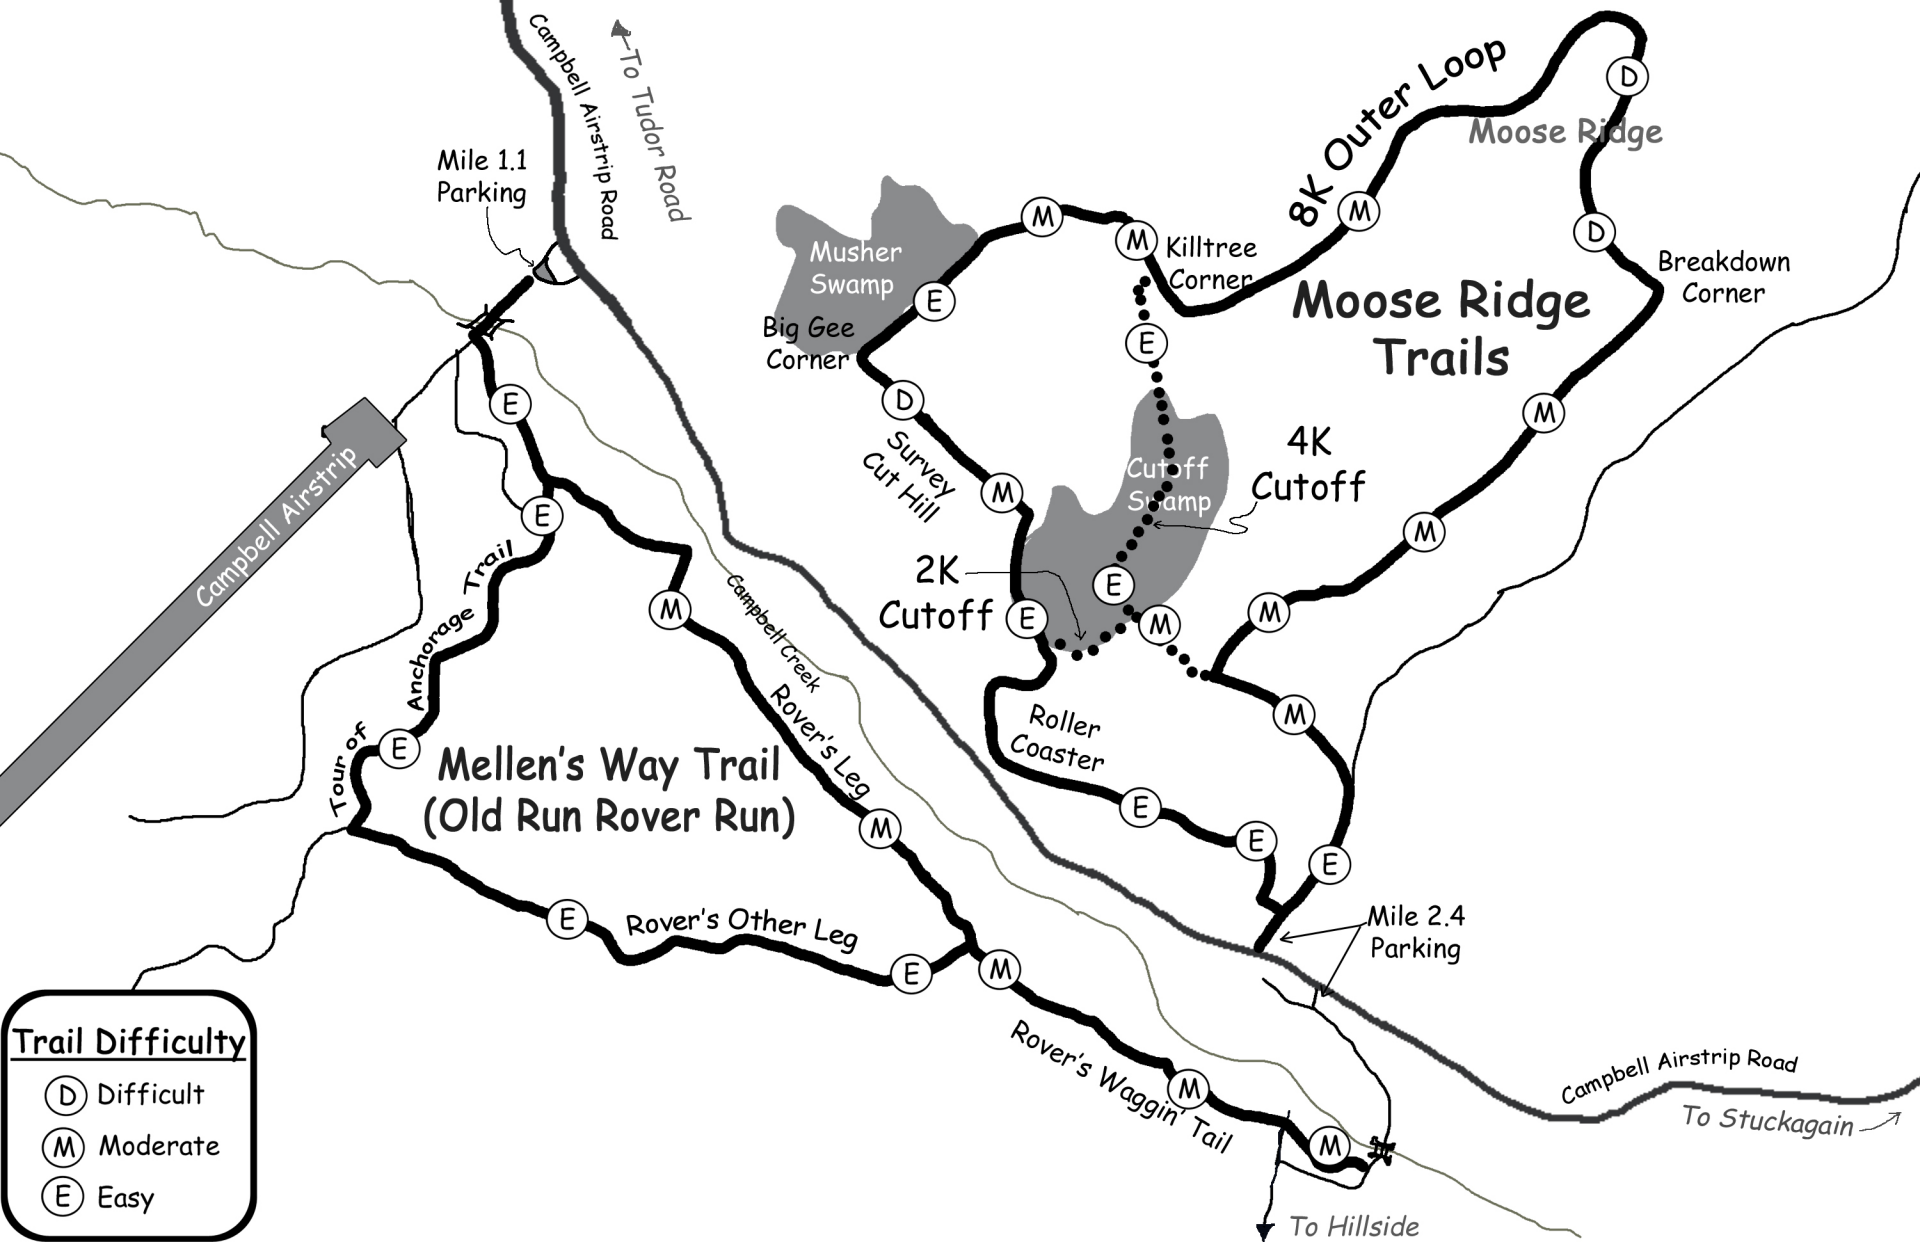 Campbell Airstrip Road
To Tudor Road
Mile 1.1
Parking
8K Outer Loop
D
Moose Ridge
M
M
M
D
Killtree
Corner
Breakdown
Corner
Musher
Swamp
E
Moose Ridge
Trails
Big Gee
Corner
E
D
E
M
Survey
Cut Hill
Cutoff
Swamp
4K
Cutoff
Campbell Airstrip
M
E
M
2K
Cutoff
E
E
M
M
Tour of Anchorage Trail
M
Campbell Creek
M
Roller
Coaster
E
Rover's Leg
Mellen's Way Trail
(Old Run Rover Run)
E
E
M
E
Mile 2.4
Parking
E
Rover's Other Leg
E
M
Rover's Waggin' Tail
M
M
Campbell Airstrip Road
To Stuckagain
To Hillside
Trail Difficulty
D Difficult
M Moderate
E Easy